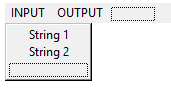 INPUT OUTPUT
String 1
String 2